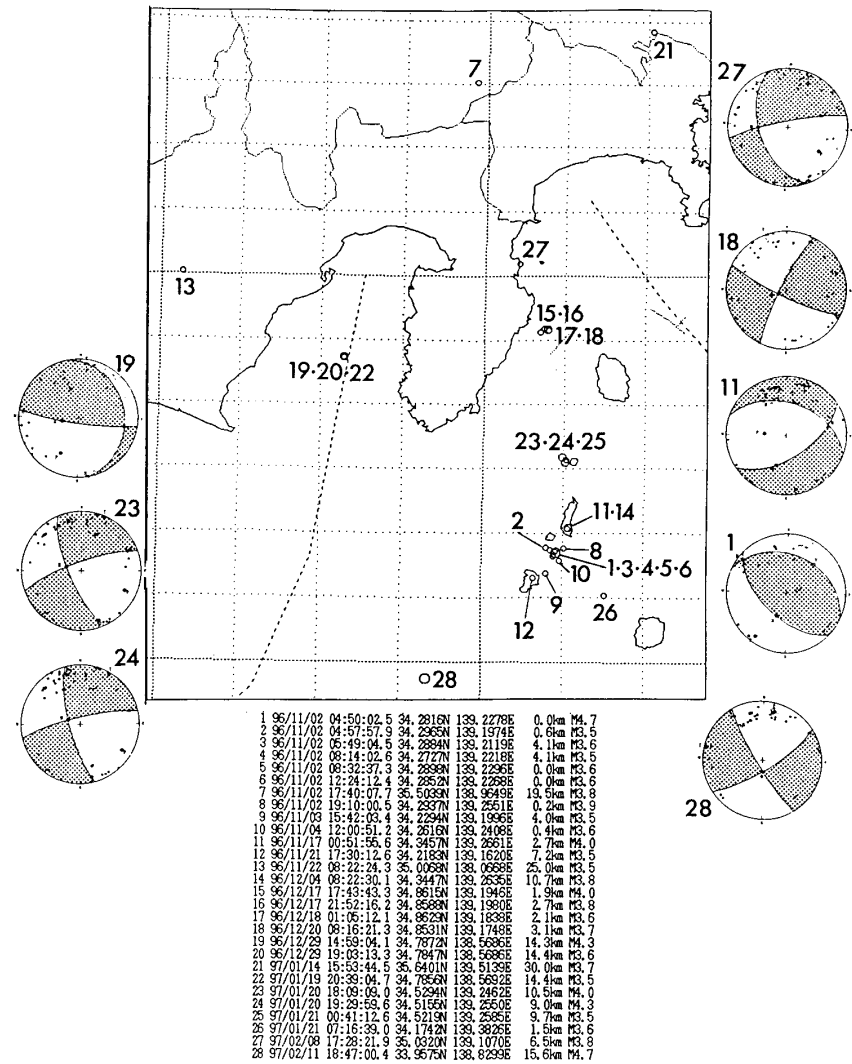 7
21
27
27
18
13
15·16
17·18
19·20·22
19
11
23·24·25
23
11·14
2
8
1
1·3·4·5·6
10
9
12
26
24
28
28
1 96/11/02 04:50:02.5 34.2816N 139.2278E 0.0km M4.7
2 96/11/02 04:57:57.9 34.2965N 139.1974E 0.6km M3.5
3 96/11/02 05:49:04.5 34.2884N 139.2119E 4.1km M3.6
4 96/11/02 08:14:02.6 34.2727N 139.2218E 4.1km M3.5
5 96/11/02 08:32:37.3 34.2898N 139.2296E 0.0km M3.6
6 96/11/02 12:24:12.4 34.2852N 139.2268E 0.0km M3.6
7 96/11/02 17:40:07.7 35.5039N 138.9649E 19.5km M3.8
8 96/11/02 19:10:00.5 34.2937N 139.2551E 0.2km M3.9
9 96/11/03 15:42:03.4 34.2294N 139.1996E 4.0km M3.5
10 96/11/04 12:00:51.2 34.2616N 139.2408E 0.4km M3.6
11 96/11/17 00:51:55.6 34.3457N 139.2661E 2.7km M4.0
12 96/11/21 17:30:12.6 34.2183N 139.1620E 7.2km M3.5
13 96/11/22 08:22:24.3 35.0068N 138.0668E 25.0km M3.5
14 96/12/04 08:22:30.1 34.3447N 139.2635E 10.7km M3.8
15 96/12/17 17:43:43.3 34.8615N 139.1946E 1.9km M4.0
16 96/12/17 21:52:16.2 34.8588N 139.1980E 2.7km M3.8
17 96/12/18 01:05:12.1 34.8629N 139.1838E 2.1km M3.6
18 96/12/20 08:16:21.3 34.8531N 139.1748E 3.1km M3.7
19 96/12/29 14:59:04.1 34.7872N 138.5686E 14.3km M4.3
20 96/12/29 19:03:13.3 34.7847N 138.5686E 14.4km M3.6
21 97/01/14 15:53:44.5 35.6401N 139.5139E 30.0km M3.7
22 97/01/19 20:39:04.7 34.7856N 138.5692E 14.4km M3.5
23 97/01/20 18:09:09.0 34.5294N 139.2462E 10.5km M4.0
24 97/01/20 19:29:59.6 34.5155N 139.2550E 9.0km M4.3
25 97/01/21 00:41:12.6 34.5219N 139.2585E 9.7km M3.5
26 97/01/21 07:16:39.0 34.1742N 139.3826E 1.5km M3.6
27 97/02/08 17:28:21.9 35.0320N 139.1070E 6.5km M3.8
28 97/02/11 18:47:00.4 33.9575N 138.8299E 15.6km M4.7